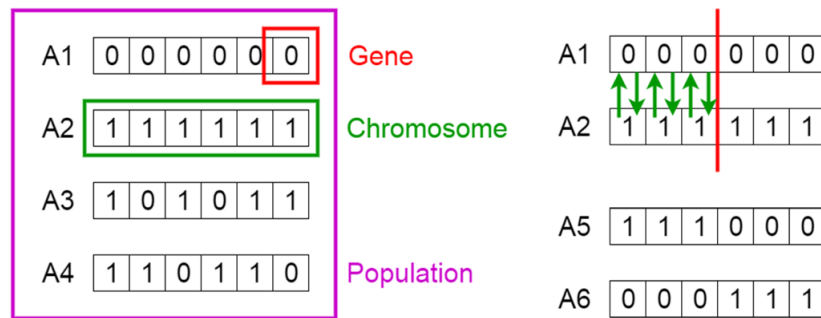 A1 0 0 0 0 0 0 Gene
A2 1 1 1 1 1 1 Chromosome
A3 1 0 1 0 1 1
A4 1 1 0 1 1 0 Population
A1 0 0 0 0 0 0
A2 1 1 1 1 1 1
A5 1 1 1 0 0 0
A6 0 0 0 1 1 1